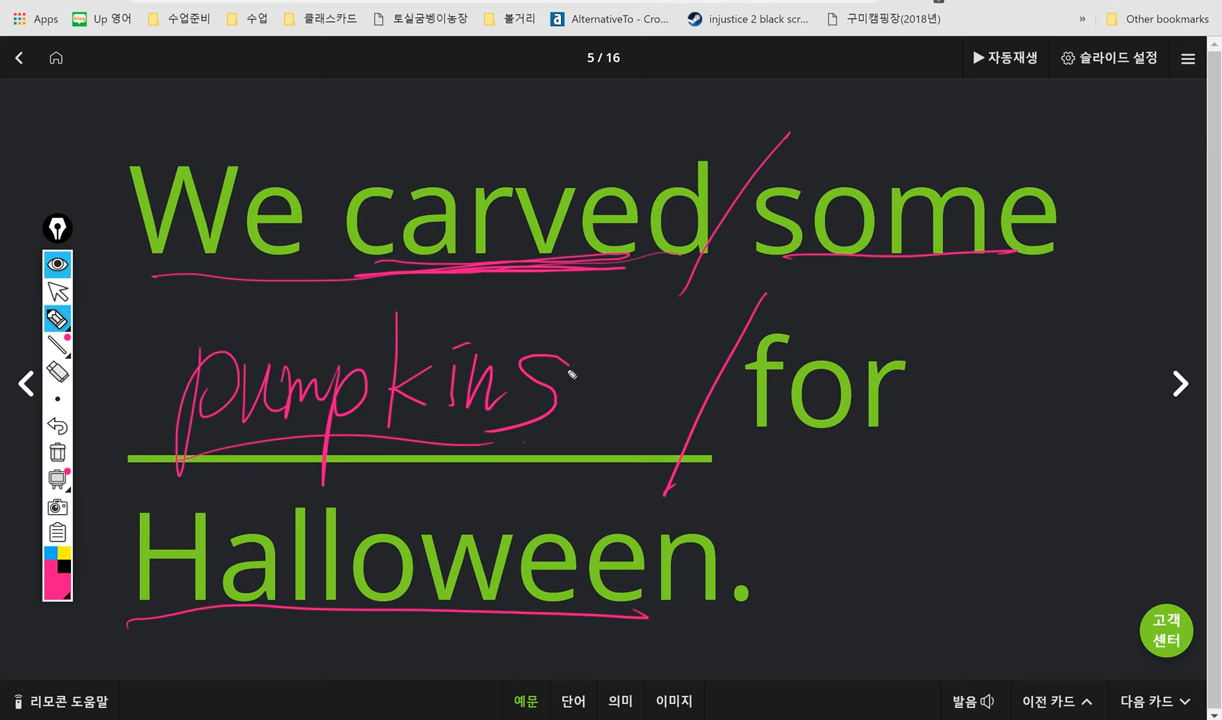 Apps Up 영어 수업준비 수업 클래스카드 토실굼벵이농장 볼거리 AlternativeTo - Cro... injustice 2 black scr... 구미캠핑장(2018년) » Other bookmarks
5 / 16 자동재생 슬라이드 설정
We carved some
pumpkins for
Halloween.
고객
센터
리모콘 도움말 예문 단어 의미 이미지 발음 이전 카드 다음 카드